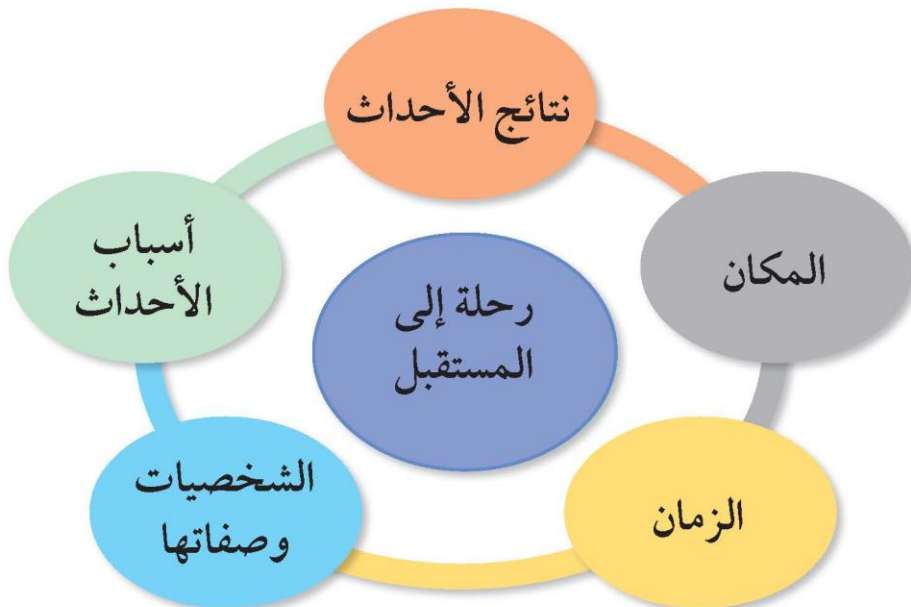 نتائج الأحداث
المكان
أسباب
الأحداث
رحلة إلى
المستقبل
الزمان
الشخصيات
وصفاتها